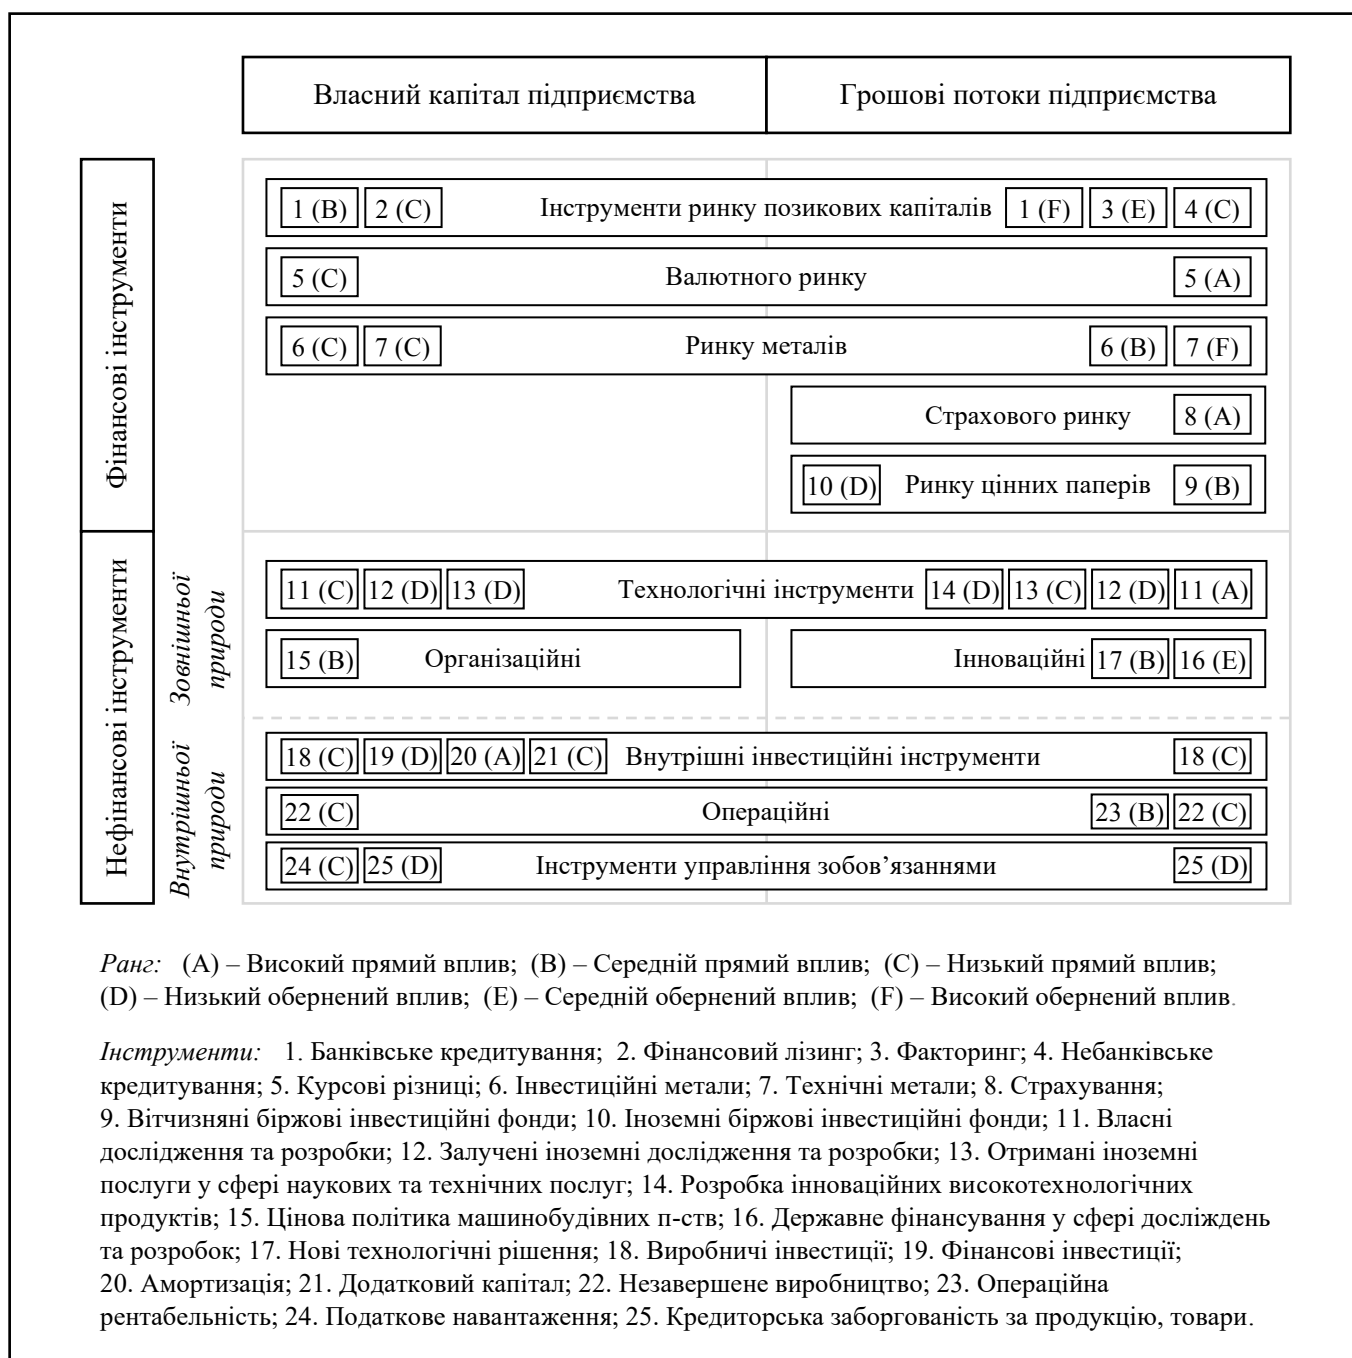 Власний капітал підприємства Грошові потоки підприємства
Фінансові інструменти
1 (B) 2 (C) Інструменти ринку позикових капіталів 1 (F) 3 (E) 4 (C)
5 (C) Валютного ринку 5 (A)
6 (C) 7 (C) Ринку металів 6 (B) 7 (F)
Страхового ринку 8 (A)
10 (D) Ринку цінних паперів 9 (B)
Нефінансові інструменти
Зовнішньої
природи
11 (C) 12 (D) 13 (D) Технологічні інструменти 14 (D) 13 (C) 12 (D) 11 (A)
15 (B) Організаційні Інноваційні 17 (B) 16 (E)
Внутрішньої
природи
18 (C) 19 (D) 20 (A) 21 (C) Внутрішні інвестиційні інструменти 18 (C)
22 (C) Операційні 23 (B) 22 (C)
24 (C) 25 (D) Інструменти управління зобов’язаннями 25 (D)
Ранг: (A) – Високий прямий вплив; (B) – Середній прямий вплив; (C) – Низький прямий вплив;
(D) – Низький обернений вплив; (E) – Середній обернений вплив; (F) – Високий обернений вплив.
Інструменти: 1. Банківське кредитування; 2. Фінансовий лізинг; 3. Факторинг; 4. Небанківське
кредитування; 5. Курсові різниці; 6. Інвестиційні метали; 7. Технічні метали; 8. Страхування;
9. Вітчизняні біржові інвестиційні фонди; 10. Іноземні біржові інвестиційні фонди; 11. Власні
дослідження та розробки; 12. Залучені іноземні дослідження та розробки; 13. Отримані іноземні
послуги у сфері наукових та технічних послуг; 14. Розробка інноваційних високотехнологічних
продуктів; 15. Цінова політика машинобудівних п-ств; 16. Державне фінансування у сфері досліждень
та розробок; 17. Нові технологічні рішення; 18. Виробничі інвестиції; 19. Фінансові інвестиції;
20. Амортизація; 21. Додатковий капітал; 22. Незавершене виробництво; 23. Операційна
рентабельність; 24. Податкове навантаження; 25. Кредиторська заборгованість за продукцію, товари.